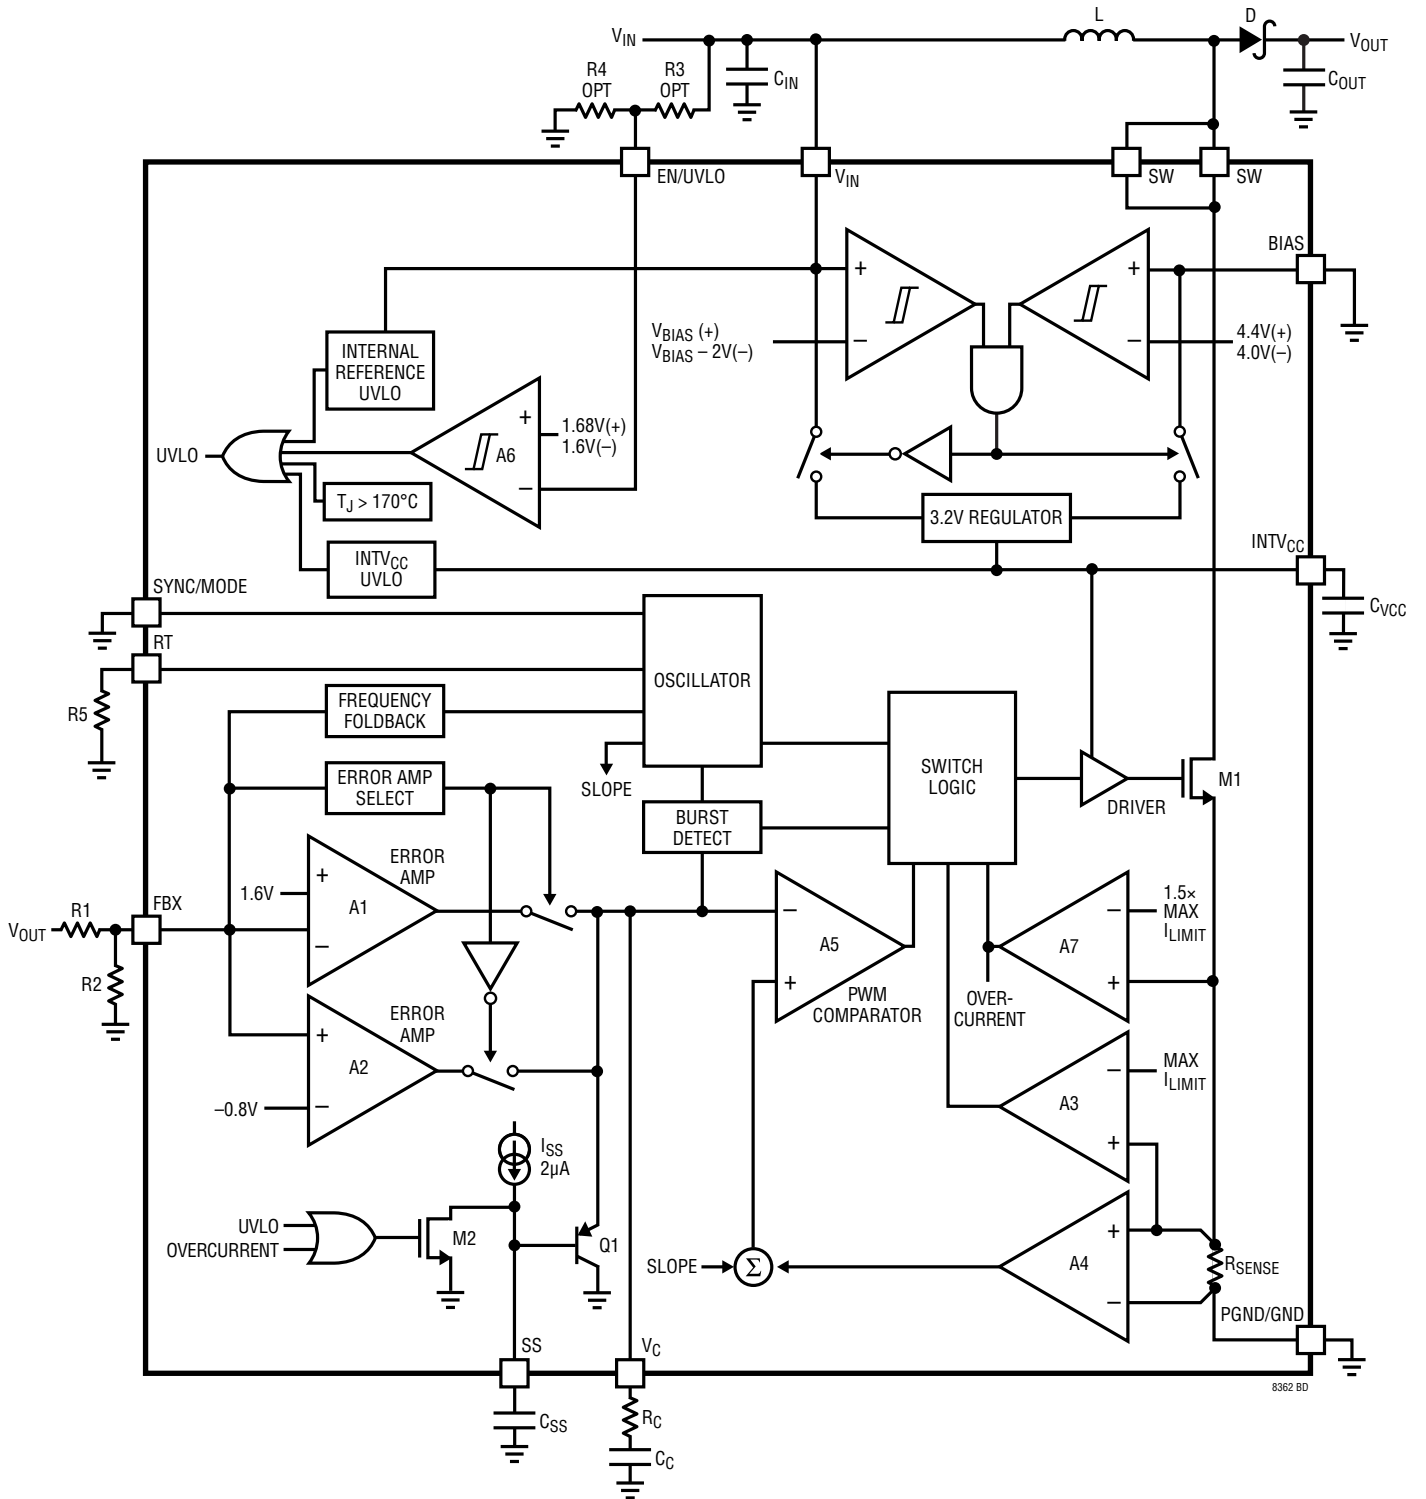 L
D
VIN
VOUT
R4
OPT
R3
OPT
CIN
COUT
EN/UVLO
VIN
SW
SW
BIAS
+
+
VBIAS (+)
VBIAS – 2V(–)
–
–
4.4V(+)
4.0V(–)
INTERNAL
REFERENCE
UVLO
+
1.68V(+)
1.6V(–)
A6
–
UVLO
TJ > 170°C
3.2V REGULATOR
INTVCC
UVLO
INTVCC
CVCC
SYNC/MODE
RT
R5
OSCILLATOR
FREQUENCY
FOLDBACK
SLOPE
SWITCH
LOGIC
M1
DRIVER
ERROR AMP
SELECT
BURST
DETECT
ERROR
AMP
+
1.6V
A1
–
FBX
R1
VOUT
R2
–
A5
+
PWM
COMPARATOR
–
1.5×
MAX
ILIMIT
A7
+
OVER-
CURRENT
ERROR
AMP
+
A2
–0.8V
–
–
MAX
ILIMIT
A3
+
ISS
2µA
UVLO
OVERCURRENT
M2
Q1
SLOPE
Σ
+
A4
–
RSENSE
PGND/GND
SS
VC
8362 BD
CSS
RC
CC